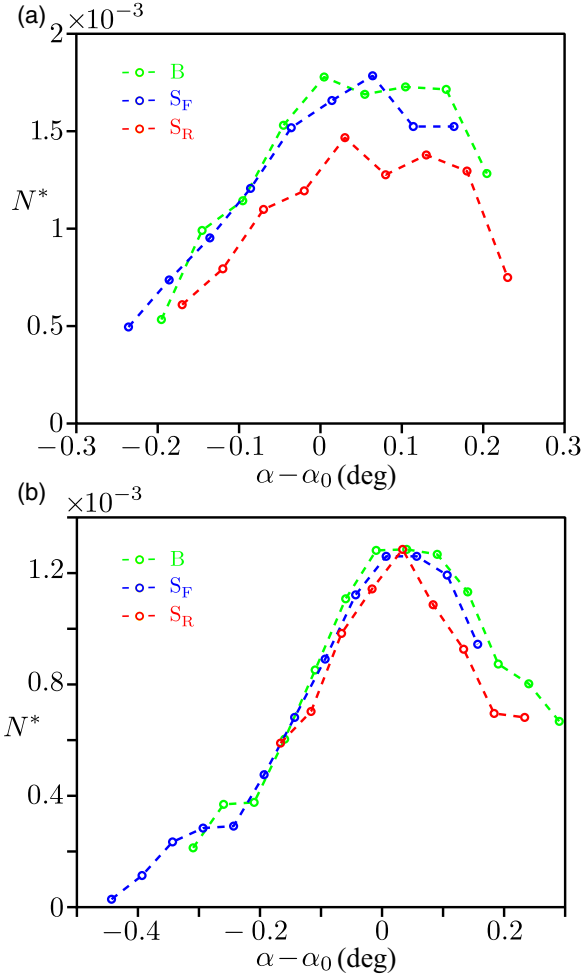 (a)
×10⁻³
2
1.5
1
0.5
0
N*
B
S_F
S_R
−0.3 −0.2 −0.1 0 0.1 0.2 0.3
α−α₀ (deg)
(b)
×10⁻³
1.2
0.8
0.4
0
N*
B
S_F
S_R
−0.4 −0.2 0 0.2
α−α₀ (deg)